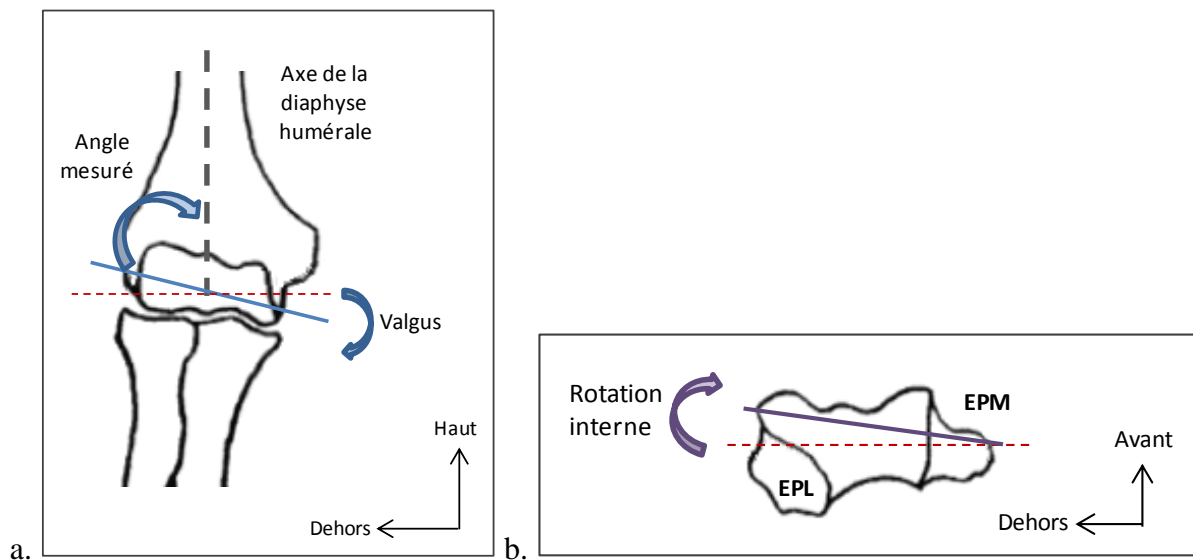 Axe de la
diaphyse
humérale
Angle
mesuré
Valgus
Haut
Dehors
a.
Rotation
interne
EPM
EPL
Avant
Dehors
b.